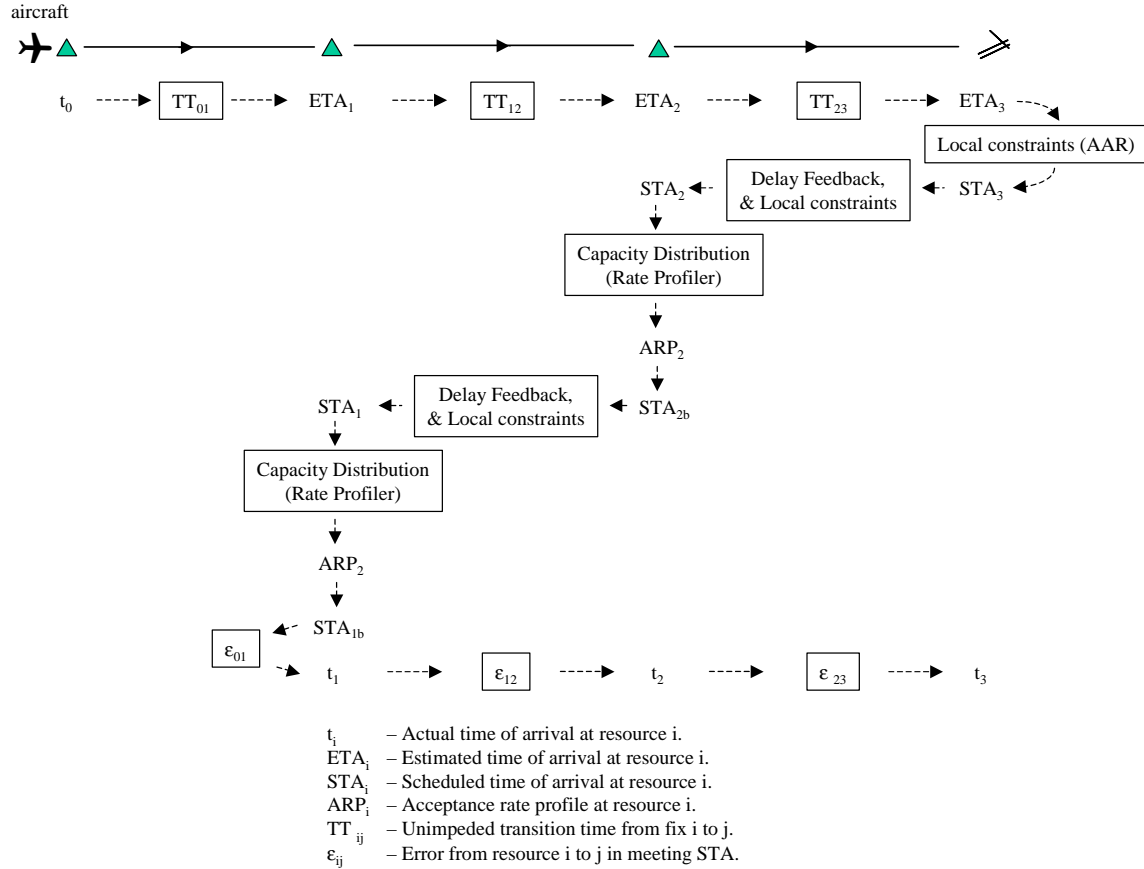 aircraft
t0 TT01 ETA1 TT12 ETA2 TT23 ETA3
Local constraints (AAR)
STA2 Delay Feedback, & Local constraints STA3
Capacity Distribution
(Rate Profiler)
ARP2
STA1 Delay Feedback, & Local constraints STA2b
Capacity Distribution
(Rate Profiler)
ARP2
STA1b
ε01
t1 ε12 t2 ε23 t3
ti – Actual time of arrival at resource i.
ETAi – Estimated time of arrival at resource i.
STAi – Scheduled time of arrival at resource i.
ARPi – Acceptance rate profile at resource i.
TT ij – Unimpeded transition time from fix i to j.
εij – Error from resource i to j in meeting STA.